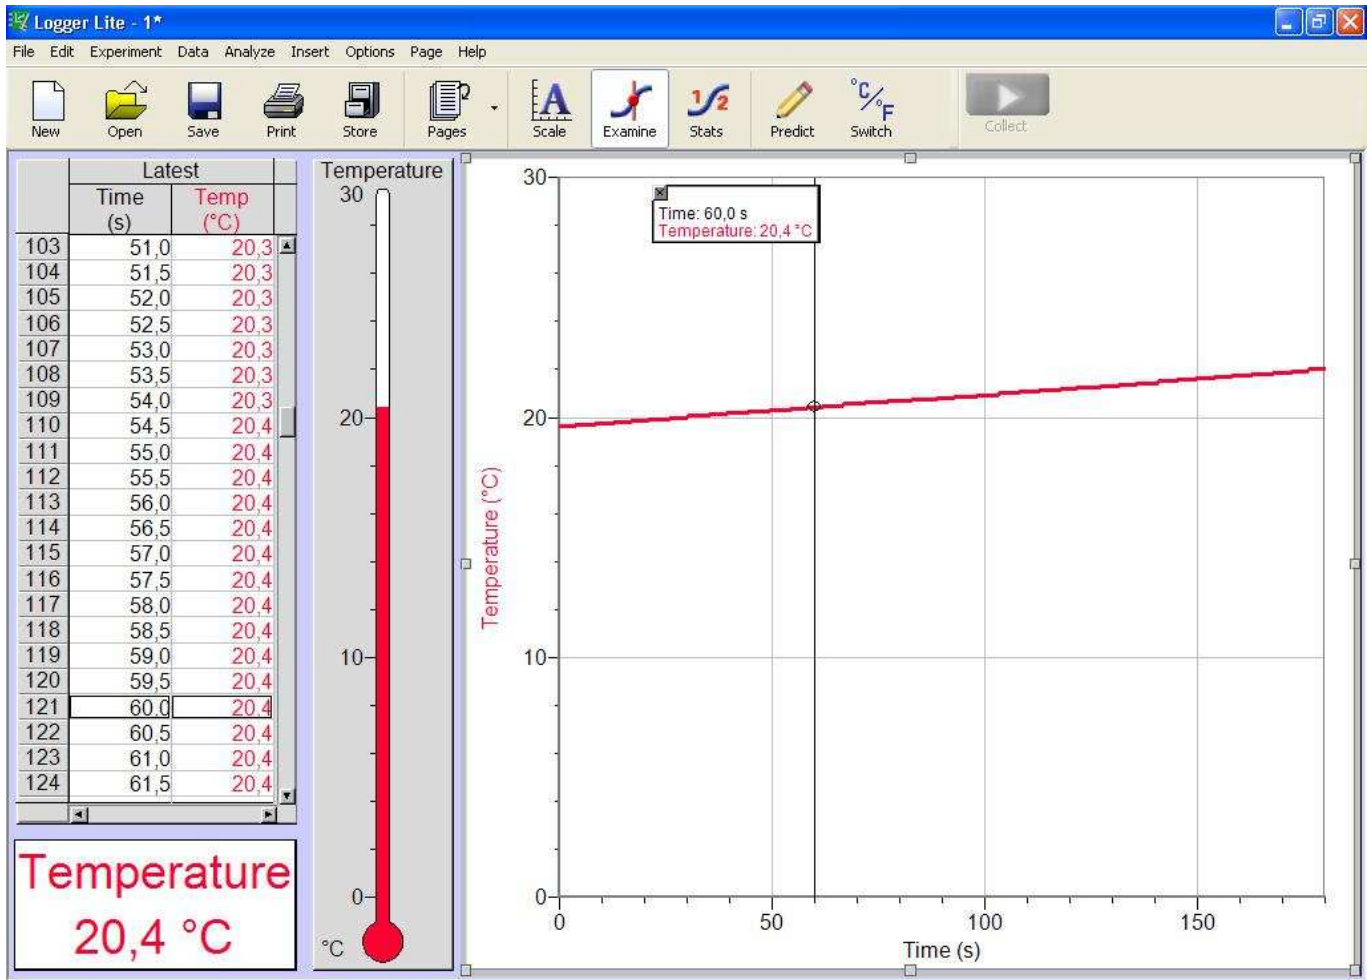 Logger Lite - 1*
File Edit Experiment Data Analyze Insert Options Page Help
New Open Save Print Store Pages Scale Examine Stats Predict Switch Collect
Latest
Time Temp
(s) (°C)
103 51,0 20,3
104 51,5 20,3
105 52,0 20,3
106 52,5 20,3
107 53,0 20,3
108 53,5 20,3
109 54,0 20,3
110 54,5 20,4
111 55,0 20,4
112 55,5 20,4
113 56,0 20,4
114 56,5 20,4
115 57,0 20,4
116 57,5 20,4
117 58,0 20,4
118 58,5 20,4
119 59,0 20,4
120 59,5 20,4
121 60,0 20,4
122 60,5 20,4
123 61,0 20,4
124 61,5 20,4
Temperature
20,4 °C
Temperature
30
20
10
0
°C
Time: 60,0 s
Temperature: 20,4 °C
30
20
10
0
Temperature (°C)
0 50 100 150
Time (s)